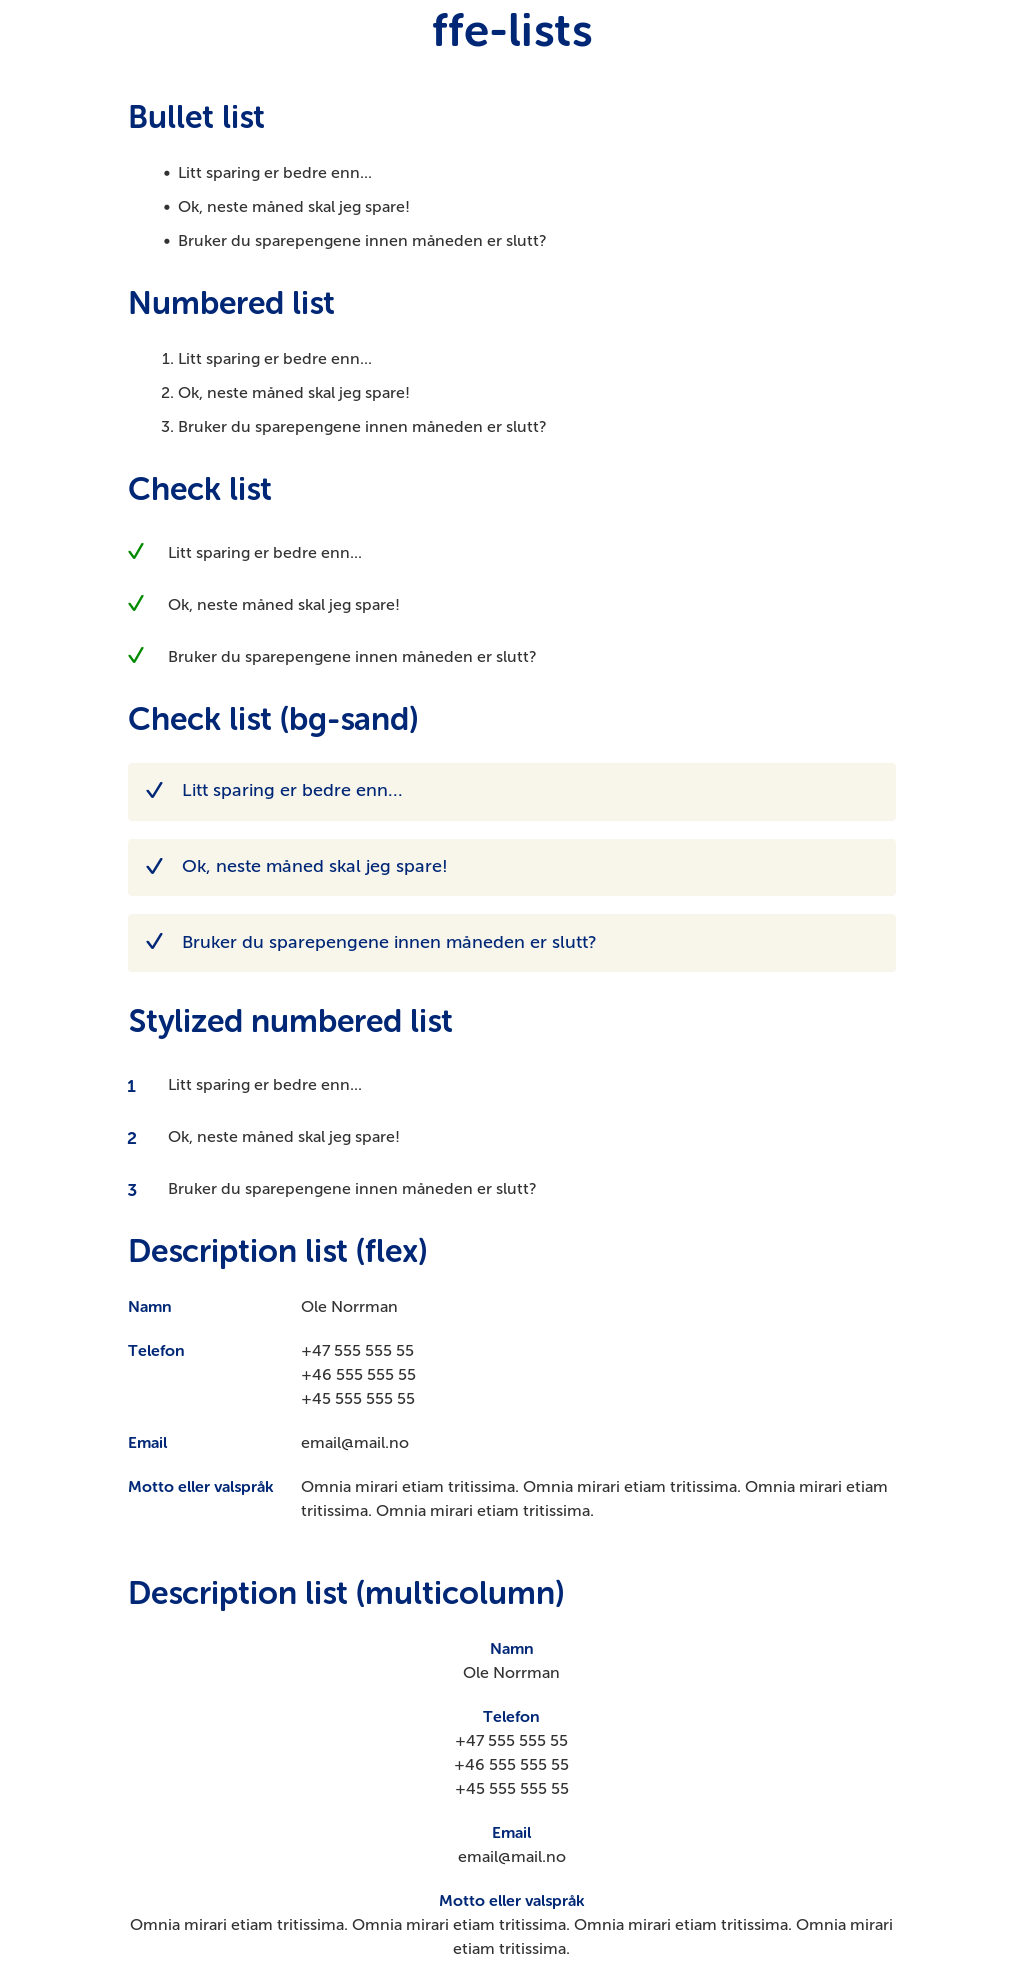 ffe-lists
Bullet list
• Litt sparing er bedre enn...
• Ok, neste måned skal jeg spare!
• Bruker du sparepengene innen måneden er slutt?
Numbered list
1. Litt sparing er bedre enn...
2. Ok, neste måned skal jeg spare!
3. Bruker du sparepengene innen måneden er slutt?
Check list
Litt sparing er bedre enn...
Ok, neste måned skal jeg spare!
Bruker du sparepengene innen måneden er slutt?
Check list (bg-sand)
Litt sparing er bedre enn...
Ok, neste måned skal jeg spare!
Bruker du sparepengene innen måneden er slutt?
Stylized numbered list
1 Litt sparing er bedre enn...
2 Ok, neste måned skal jeg spare!
3 Bruker du sparepengene innen måneden er slutt?
Description list (flex)
Namn Ole Norrman
Telefon +47 555 555 55
+46 555 555 55
+45 555 555 55
Email email@mail.no
Motto eller valspråk Omnia mirari etiam tritissima. Omnia mirari etiam tritissima. Omnia mirari etiam
tritissima. Omnia mirari etiam tritissima.
Description list (multicolumn)
Namn
Ole Norrman
Telefon
+47 555 555 55
+46 555 555 55
+45 555 555 55
Email
email@mail.no
Motto eller valspråk
Omnia mirari etiam tritissima. Omnia mirari etiam tritissima. Omnia mirari etiam tritissima. Omnia mirari
etiam tritissima.